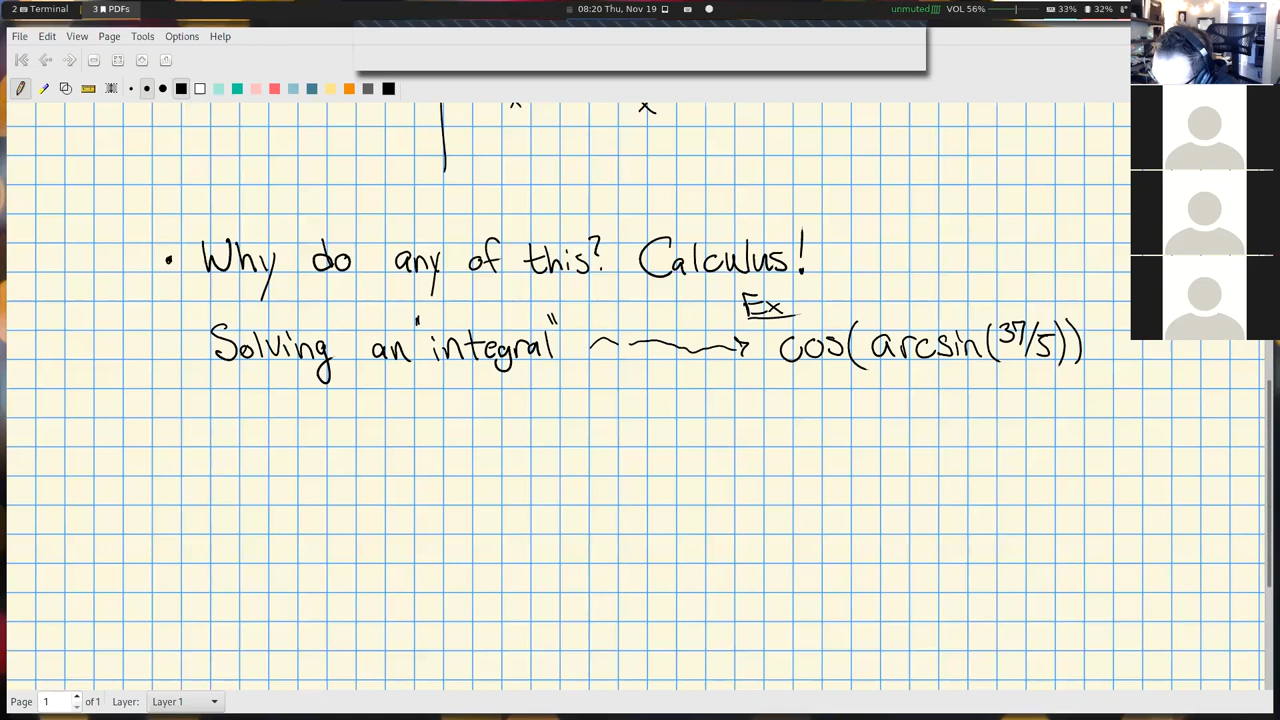 2 Terminal 3 PDFs 08:20 Thu, Nov 19 unmuted VOL 56% 33% 32%
File Edit View Page Tools Options Help
x x
• Why do any of this? Calculus!
Ex
Solving an "integral" cos(arcsin(37/5))
Page 1 of 1 Layer: Layer 1